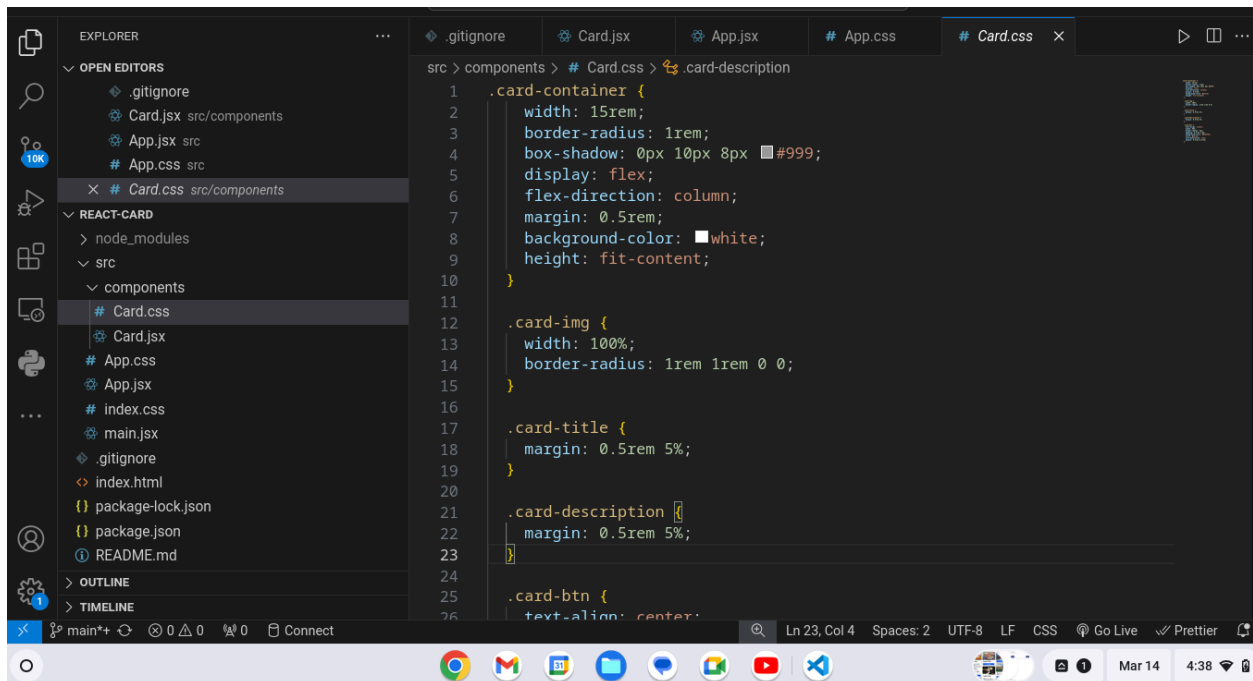 EXPLORER
···
.gitignore
Card.jsx
App.jsx
# App.css
# Card.css
OPEN EDITORS
.gitignore
Card.jsx src/components
App.jsx src
# App.css src
# Card.css src/components
REACT-CARD
node_modules
src
components
# Card.css
Card.jsx
# App.css
App.jsx
# index.css
main.jsx
.gitignore
<> index.html
{} package-lock.json
{} package.json
README.md
OUTLINE
TIMELINE
10K
1
src > components > # Card.css > .card-description
1 .card-container {
2 width: 15rem;
3 border-radius: 1rem;
4 box-shadow: 0px 10px 8px #999;
5 display: flex;
6 flex-direction: column;
7 margin: 0.5rem;
8 background-color: white;
9 height: fit-content;
10 }
11
12 .card-img {
13 width: 100%;
14 border-radius: 1rem 1rem 0 0;
15 }
16
17 .card-title {
18 margin: 0.5rem 5%;
19 }
20
21 .card-description {
22 margin: 0.5rem 5%;
23 }
24
25 .card-btn {
26 text-align: center;
main*+ 0 0 0 Connect
Ln 23, Col 4 Spaces: 2 UTF-8 LF CSS Go Live Prettier
31
1 Mar 14 4:38